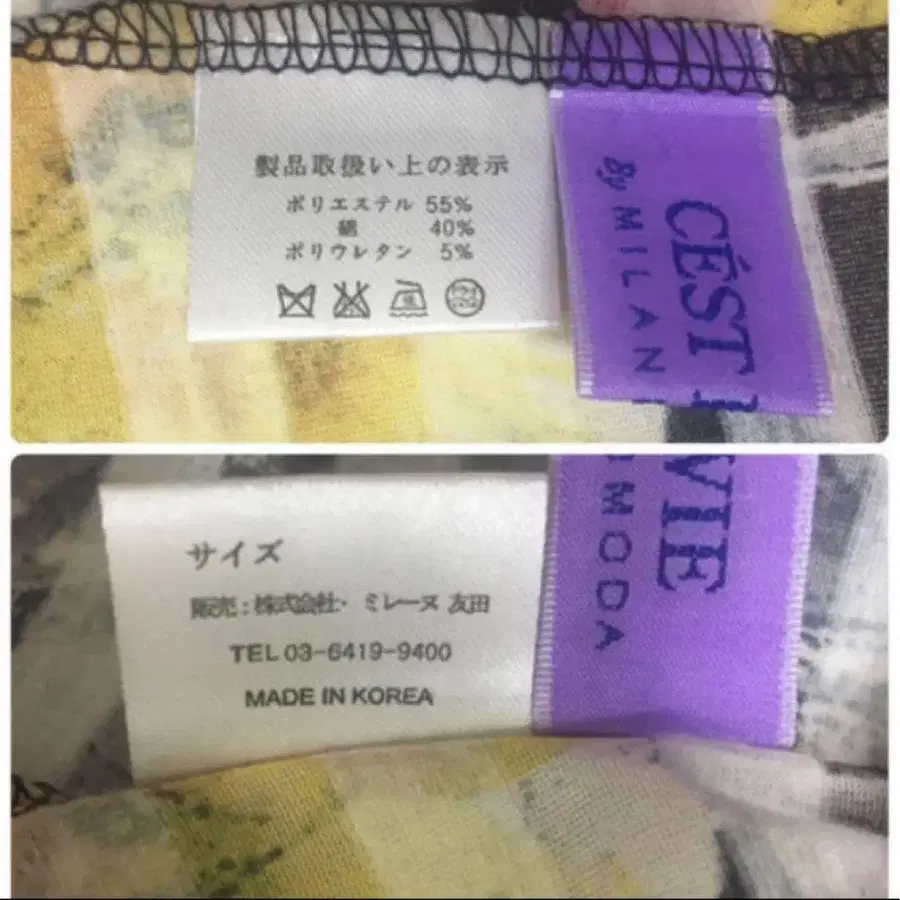 製品取扱い上の表示
ポリエステル 55%
綿 40%
ポリウレタン 5%
By MILAN
CÉST
サイズ
販売:株式会社・ ミレーヌ 友田
TEL 03-6419-9400
MADE IN KOREA
MODA
VIE